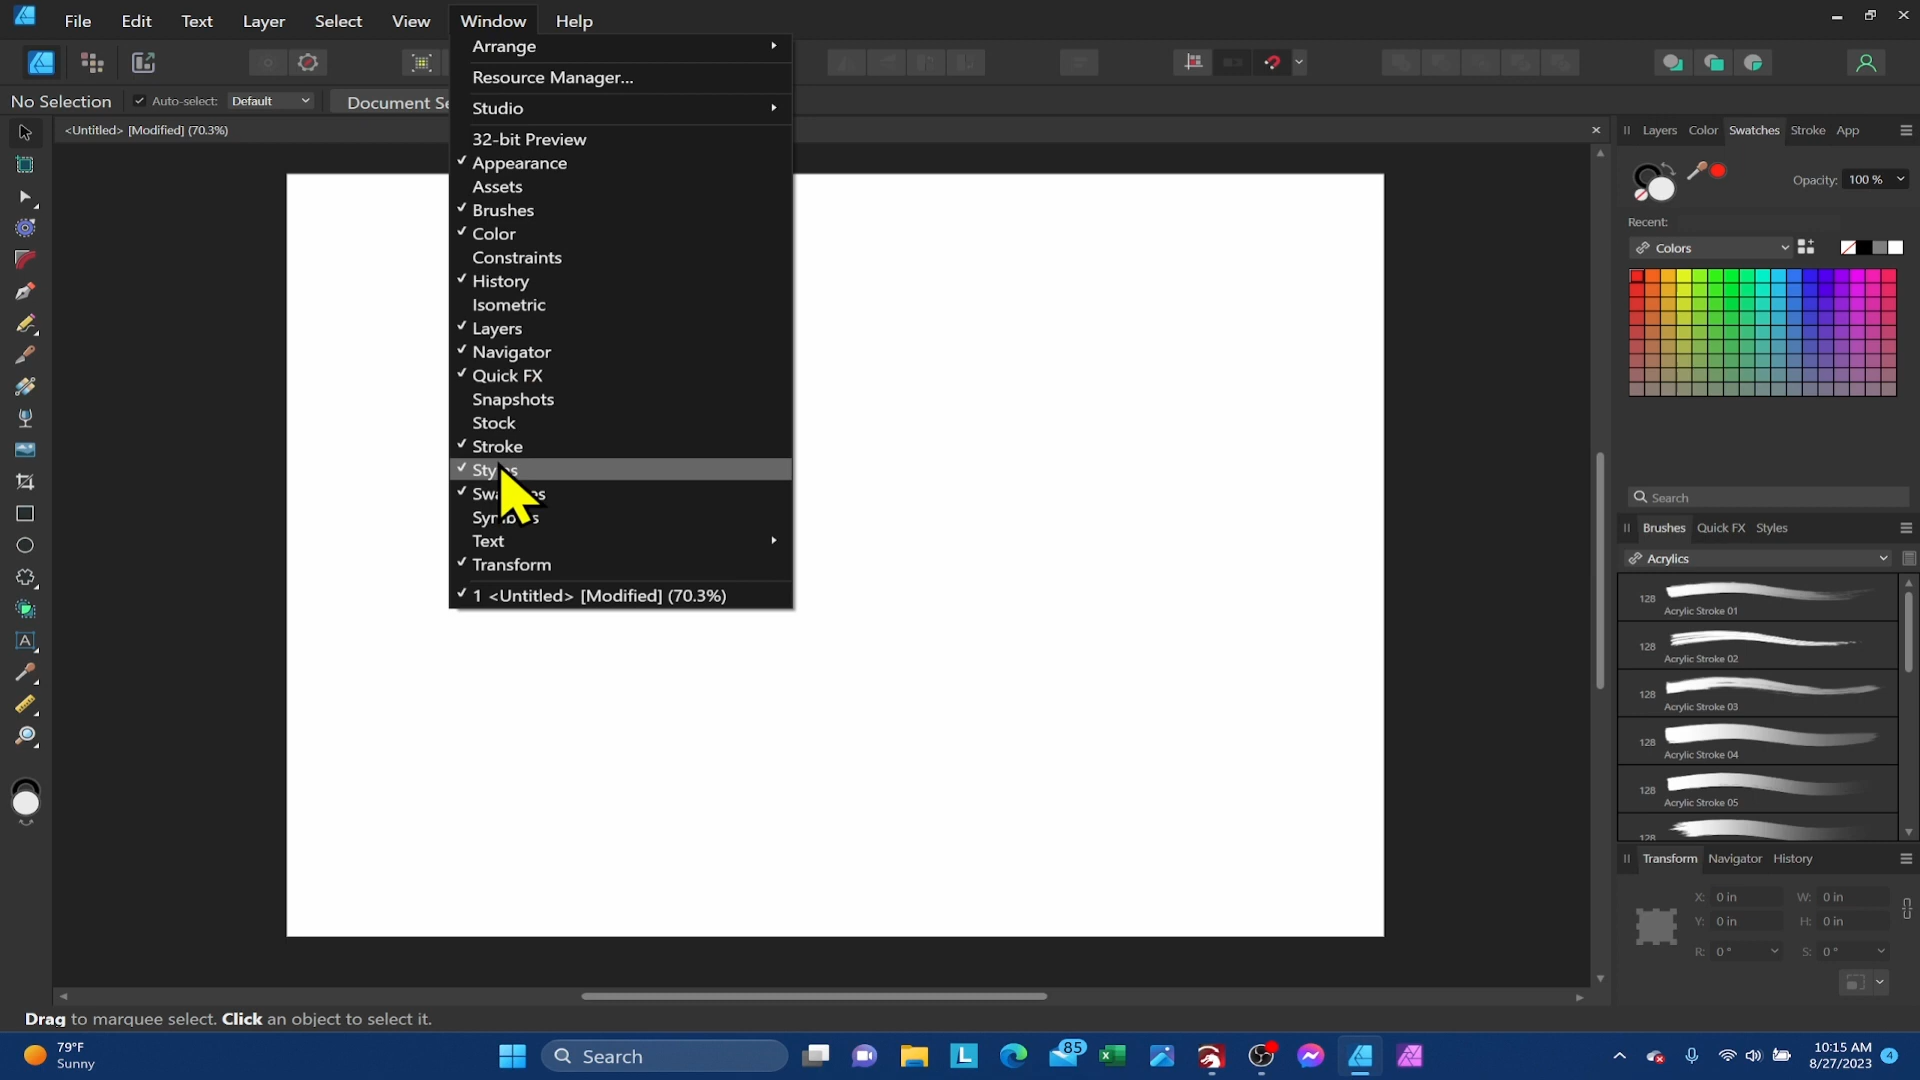 File Edit Text Layer Select View Window Help
No Selection Auto-select: Default Document Se
<Untitled> [Modified] (70.3%)
Arrange
Resource Manager...
Studio
32-bit Preview
Appearance
Assets
Brushes
Color
Constraints
History
Isometric
Layers
Navigator
Quick FX
Snapshots
Stock
Stroke
Text
Transform
1 <Untitled> [Modified] (70.3%)
Layers Color Swatches Stroke App
Opacity: 100 %
Recent:
Colors
Search
Brushes Quick FX Styles
Acrylics
128 Acrylic Stroke 01
128 Acrylic Stroke 02
128 Acrylic Stroke 03
128 Acrylic Stroke 04
128 Acrylic Stroke 05
128
Transform Navigator History
X: 0 in W: 0 in
Y: 0 in H: 0 in
R: 0 ° S: 0 °
Drag to marquee select. Click an object to select it.
79°F
Sunny
Search
85
10:15 AM
8/27/2023
4